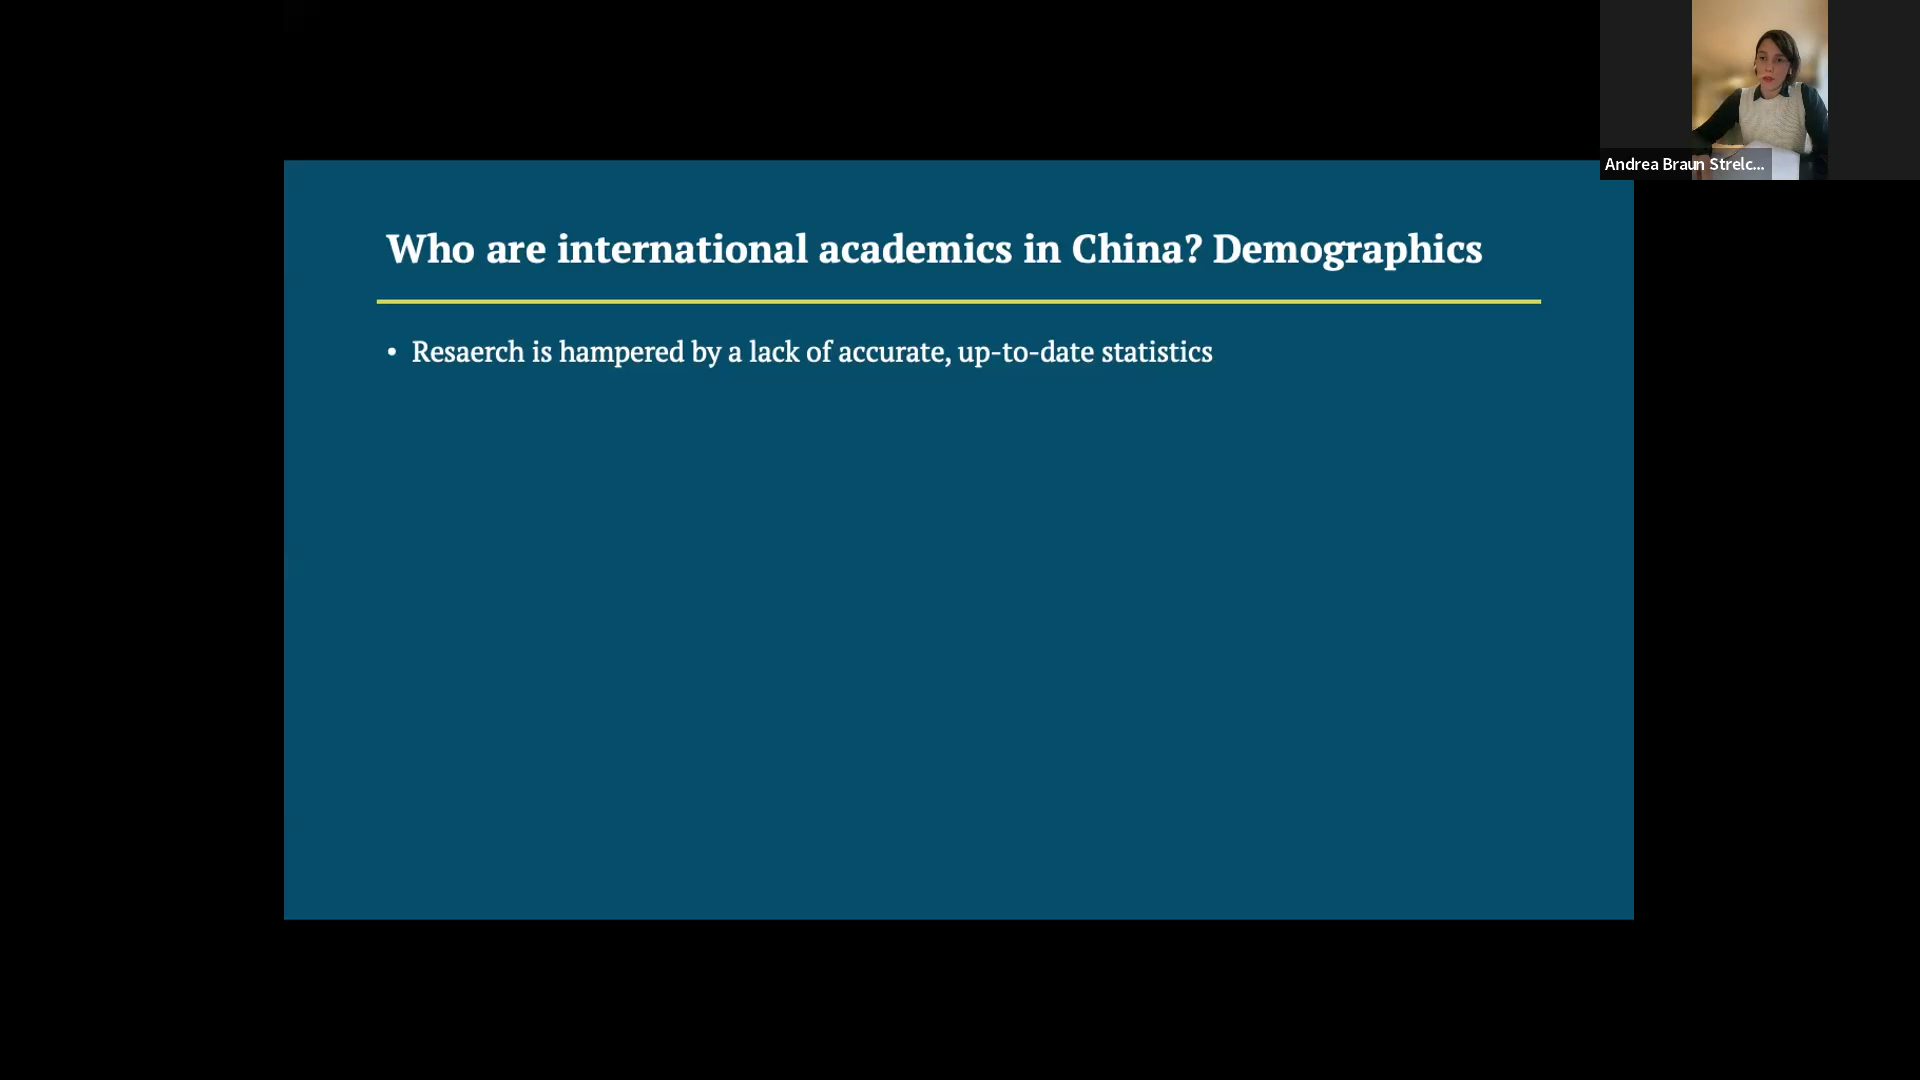 Andrea Braun Strelc...
Who are international academics in China? Demographics
• Resaerch is hampered by a lack of accurate, up-to-date statistics